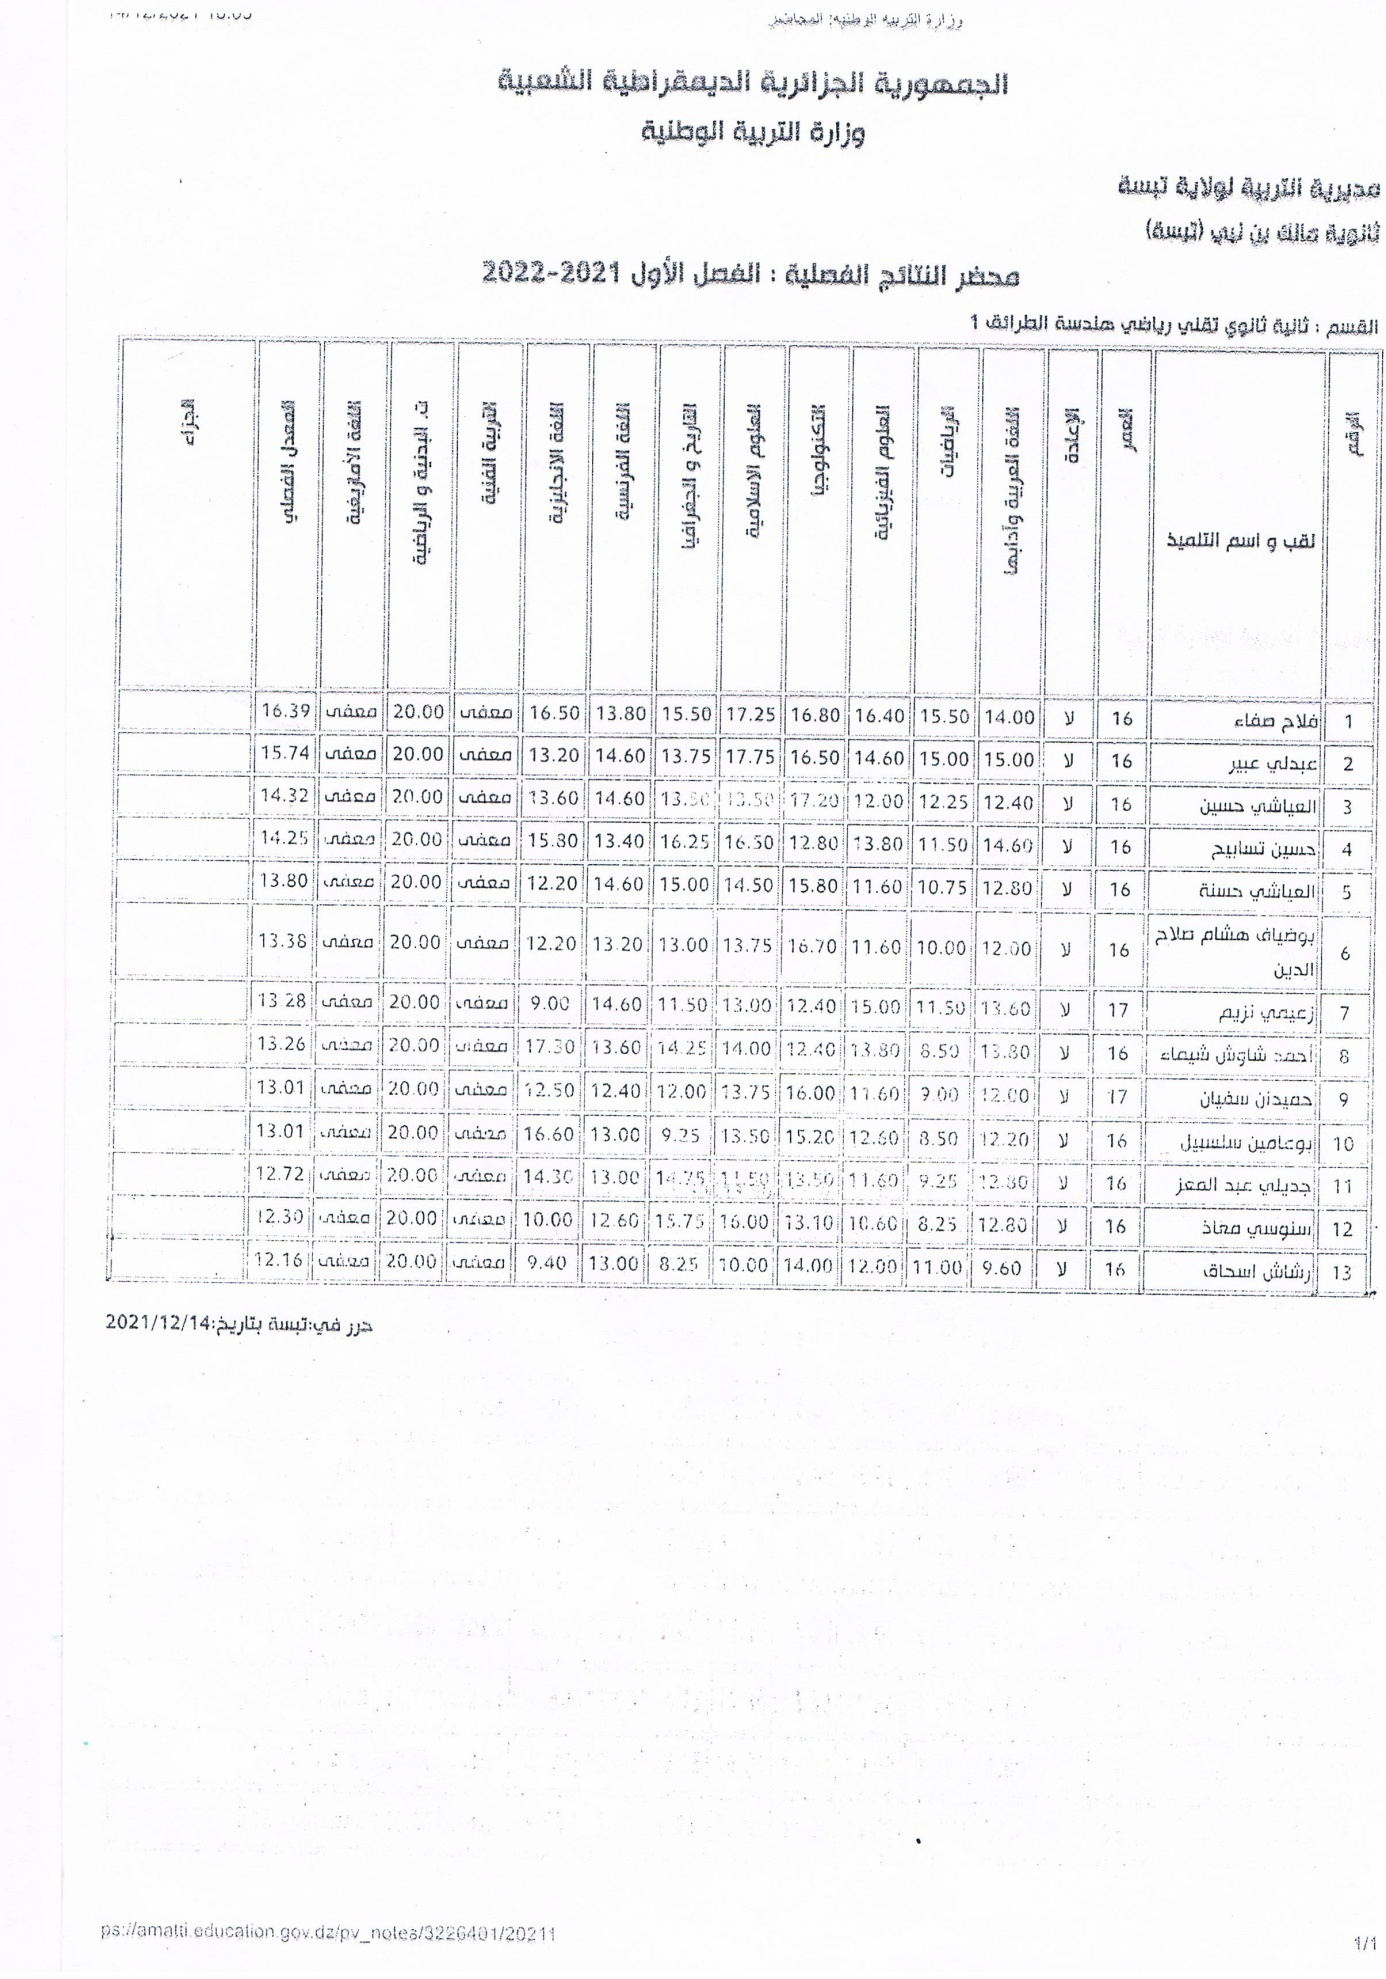 وزارة التربية الوطنية: المحاضر
الجمهورية الجزائرية الديمقراطية الشعبية
وزارة التربية الوطنية
مديرية التربية لولاية تبسة
ثانوية مالك بن نبي (تبسة)
محضر النتائج الفصلية : الفصل الأول 2021-2022
القسم : ثانية ثانوي تقني رياضي هندسة الطرائق 1
الرقم لقب و اسم التلميذ العمر الإعادة اللغة العربية وآدابها الرياضيات العلوم الفيزيائية التكنولوجيا العلوم الاسلامية التاريخ و الجغرافيا اللغة الفرنسية اللغة الانجليزية التربية الفنية ت. البدنية و الرياضية اللغة الأمازيغية المعدل الفصلي الجزاء
1 فلاح صفاء 16 لا 14.00 15.50 16.40 16.80 17.25 15.50 13.80 16.50 معفى 20.00 معفى 16.39
2 عبدلي عبير 16 لا 15.00 15.00 14.60 16.50 17.75 13.75 14.60 13.20 معفى 20.00 معفى 15.74
3 العياشي حسين 16 لا 12.40 12.25 12.00 17.20 13.50 13.50 14.60 13.60 معفى 20.00 معفى 14.32
4 حسين تسابيح 16 لا 14.60 11.50 13.80 12.80 16.50 16.25 13.40 15.80 معفى 20.00 معفى 14.25
5 العياشي حسنة 16 لا 12.80 10.75 11.60 15.80 14.50 15.00 14.60 12.20 معفى 20.00 معفى 13.80
6 بوضياف هشام صلاح الدين 16 لا 12.00 10.00 11.60 16.70 13.75 13.00 13.20 12.20 معفى 20.00 معفى 13.38
7 زعيمي نزيم 17 لا 13.60 11.50 15.00 12.40 13.00 11.50 14.60 9.00 معفى 20.00 معفى 13.28
8 أحمد شاوش شيماء 16 لا 13.80 8.50 13.80 12.40 14.00 14.25 13.60 17.30 معفى 20.00 معفى 13.26
9 حميدان سفيان 17 لا 12.00 9.00 11.60 16.00 13.75 12.00 12.40 12.50 معفى 20.00 معفى 13.01
10 بوعامين سلسبيل 16 لا 12.20 8.50 12.60 15.20 13.50 9.25 13.00 16.60 معفى 20.00 معفى 13.01
11 جديلي عبد المعز 16 لا 12.80 9.25 11.60 13.50 11.50 14.75 13.00 14.30 معفى 20.00 معفى 12.72
12 سنوسي معاذ 16 لا 12.80 8.25 10.60 13.10 16.00 15.75 12.60 10.00 معفى 20.00 معفى 12.30
13 رشاش اسحاق 16 لا 9.60 11.00 12.00 14.00 10.00 8.25 13.00 9.40 معفى 20.00 معفى 12.16
حرر في:تبسة بتاريخ:2021/12/14
ps://amatti.education.gov.dz/pv_notes/3226401/20211
1/1